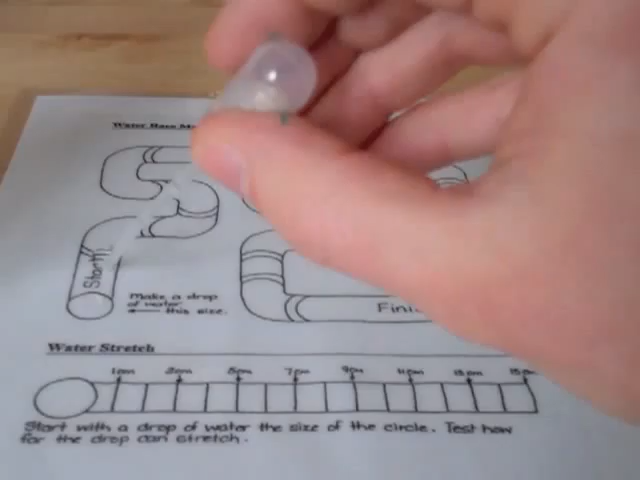 Water Race
Start!
Make a drop
of water
this size.
Water Stretch
1cm 3cm 5cm 7cm 9cm 11cm 13cm 15cm
Start with a drop of water the size of the circle. Test how
far the drop can stretch.